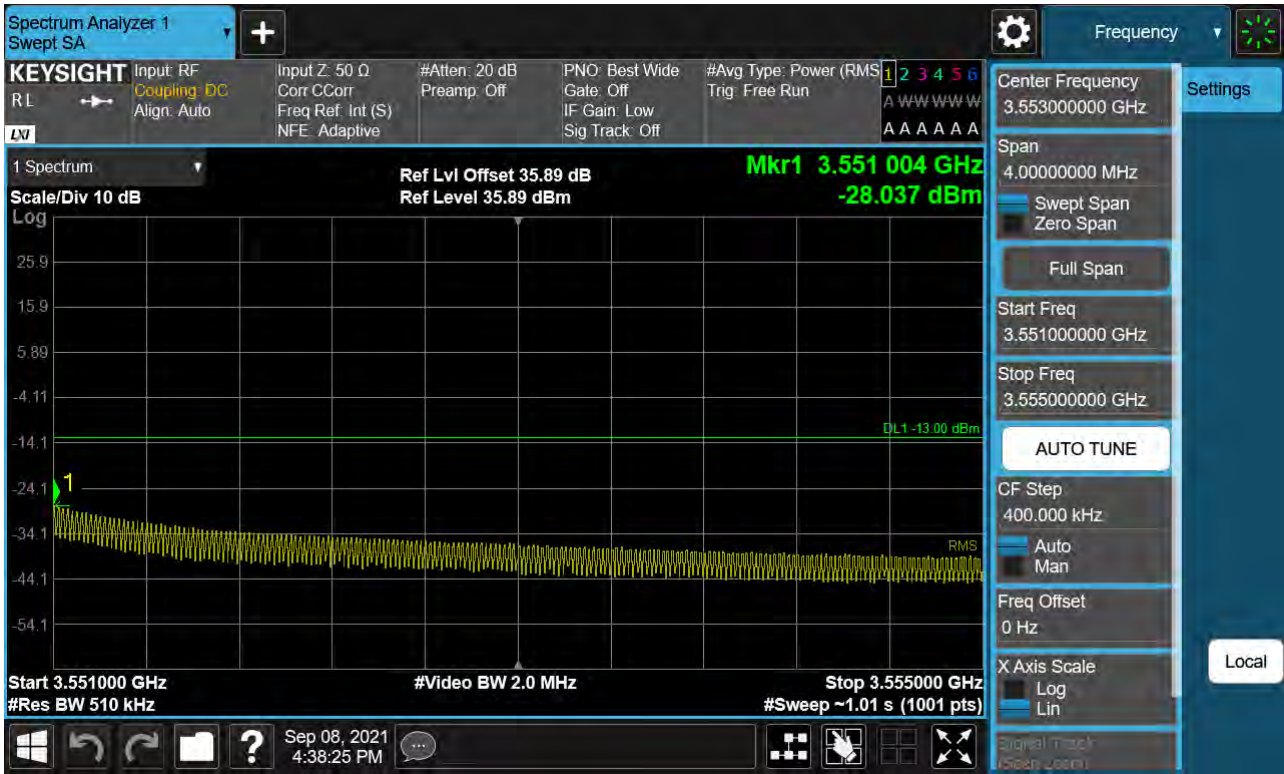 Spectrum Analyzer 1
Swept SA
+
Frequency
KEYSIGHT
RL
LXI
Input: RF
Coupling: DC
Align: Auto
Input Z: 50 Ω
Corr CCorr
Freq Ref: Int (S)
NFE: Adaptive
#Atten: 20 dB
Preamp: Off
PNO: Best Wide
Gate: Off
IF Gain: Low
Sig Track: Off
#Avg Type: Power (RMS
Trig: Free Run
1 2 3 4 5 6
A W W W W W
A A A A A A
1 Spectrum
Scale/Div 10 dB
Log
Ref Lvl Offset 35.89 dB
Ref Level 35.89 dBm
Mkr1 3.551 004 GHz
-28.037 dBm
25.9
15.9
5.89
-4.11
-14.1
-24.1
-34.1
-44.1
-54.1
DL1 -13.00 dBm
1
RMS
Start 3.551000 GHz
#Res BW 510 kHz
#Video BW 2.0 MHz
Stop 3.555000 GHz
#Sweep ~1.01 s (1001 pts)
Center Frequency
3.553000000 GHz
Settings
Span
4.00000000 MHz
Swept Span
Zero Span
Full Span
Start Freq
3.551000000 GHz
Stop Freq
3.555000000 GHz
AUTO TUNE
CF Step
400.000 kHz
Auto
Man
Freq Offset
0 Hz
X Axis Scale
Log
Lin
Local
Signal Track
(Span Zoom)
?
Sep 08, 2021
4:38:25 PM